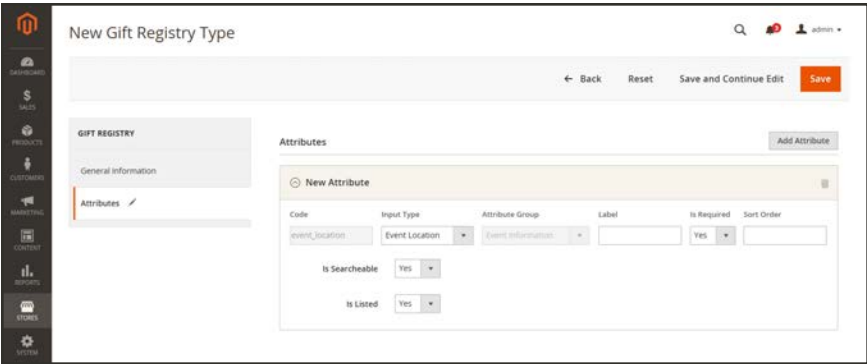 New Gift Registry Type
admin
← Back Reset Save and Continue Edit Save
DASHBOARD
SALES
PRODUCTS
CUSTOMERS
MARKETING
CONTENT
REPORTS
STORES
SYSTEM
GIFT REGISTRY
General Information
Attributes
Attributes Add Attribute
New Attribute
Code Input Type Attribute Group Label Is Required Sort Order
event_location Event Location Event Information Yes
Is Searcheable Yes
Is Listed Yes